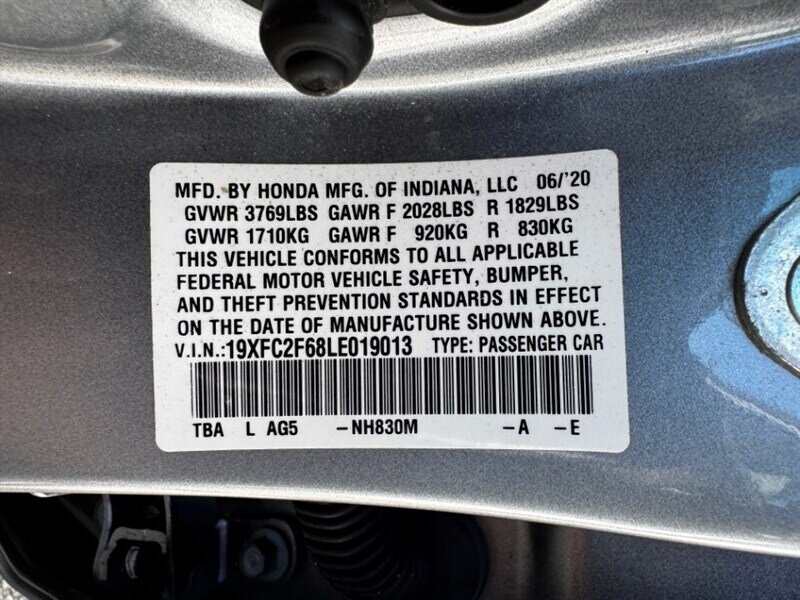 MFD. BY HONDA MFG. OF INDIANA, LLC 06/'20
GVWR 3769LBS GAWR F 2028LBS R 1829LBS
GVWR 1710KG GAWR F 920KG R 830KG
THIS VEHICLE CONFORMS TO ALL APPLICABLE
FEDERAL MOTOR VEHICLE SAFETY, BUMPER,
AND THEFT PREVENTION STANDARDS IN EFFECT
ON THE DATE OF MANUFACTURE SHOWN ABOVE.
V.I.N.:19XFC2F68LE019013 TYPE: PASSENGER CAR
TBA L AG5 -NH830M -A -E